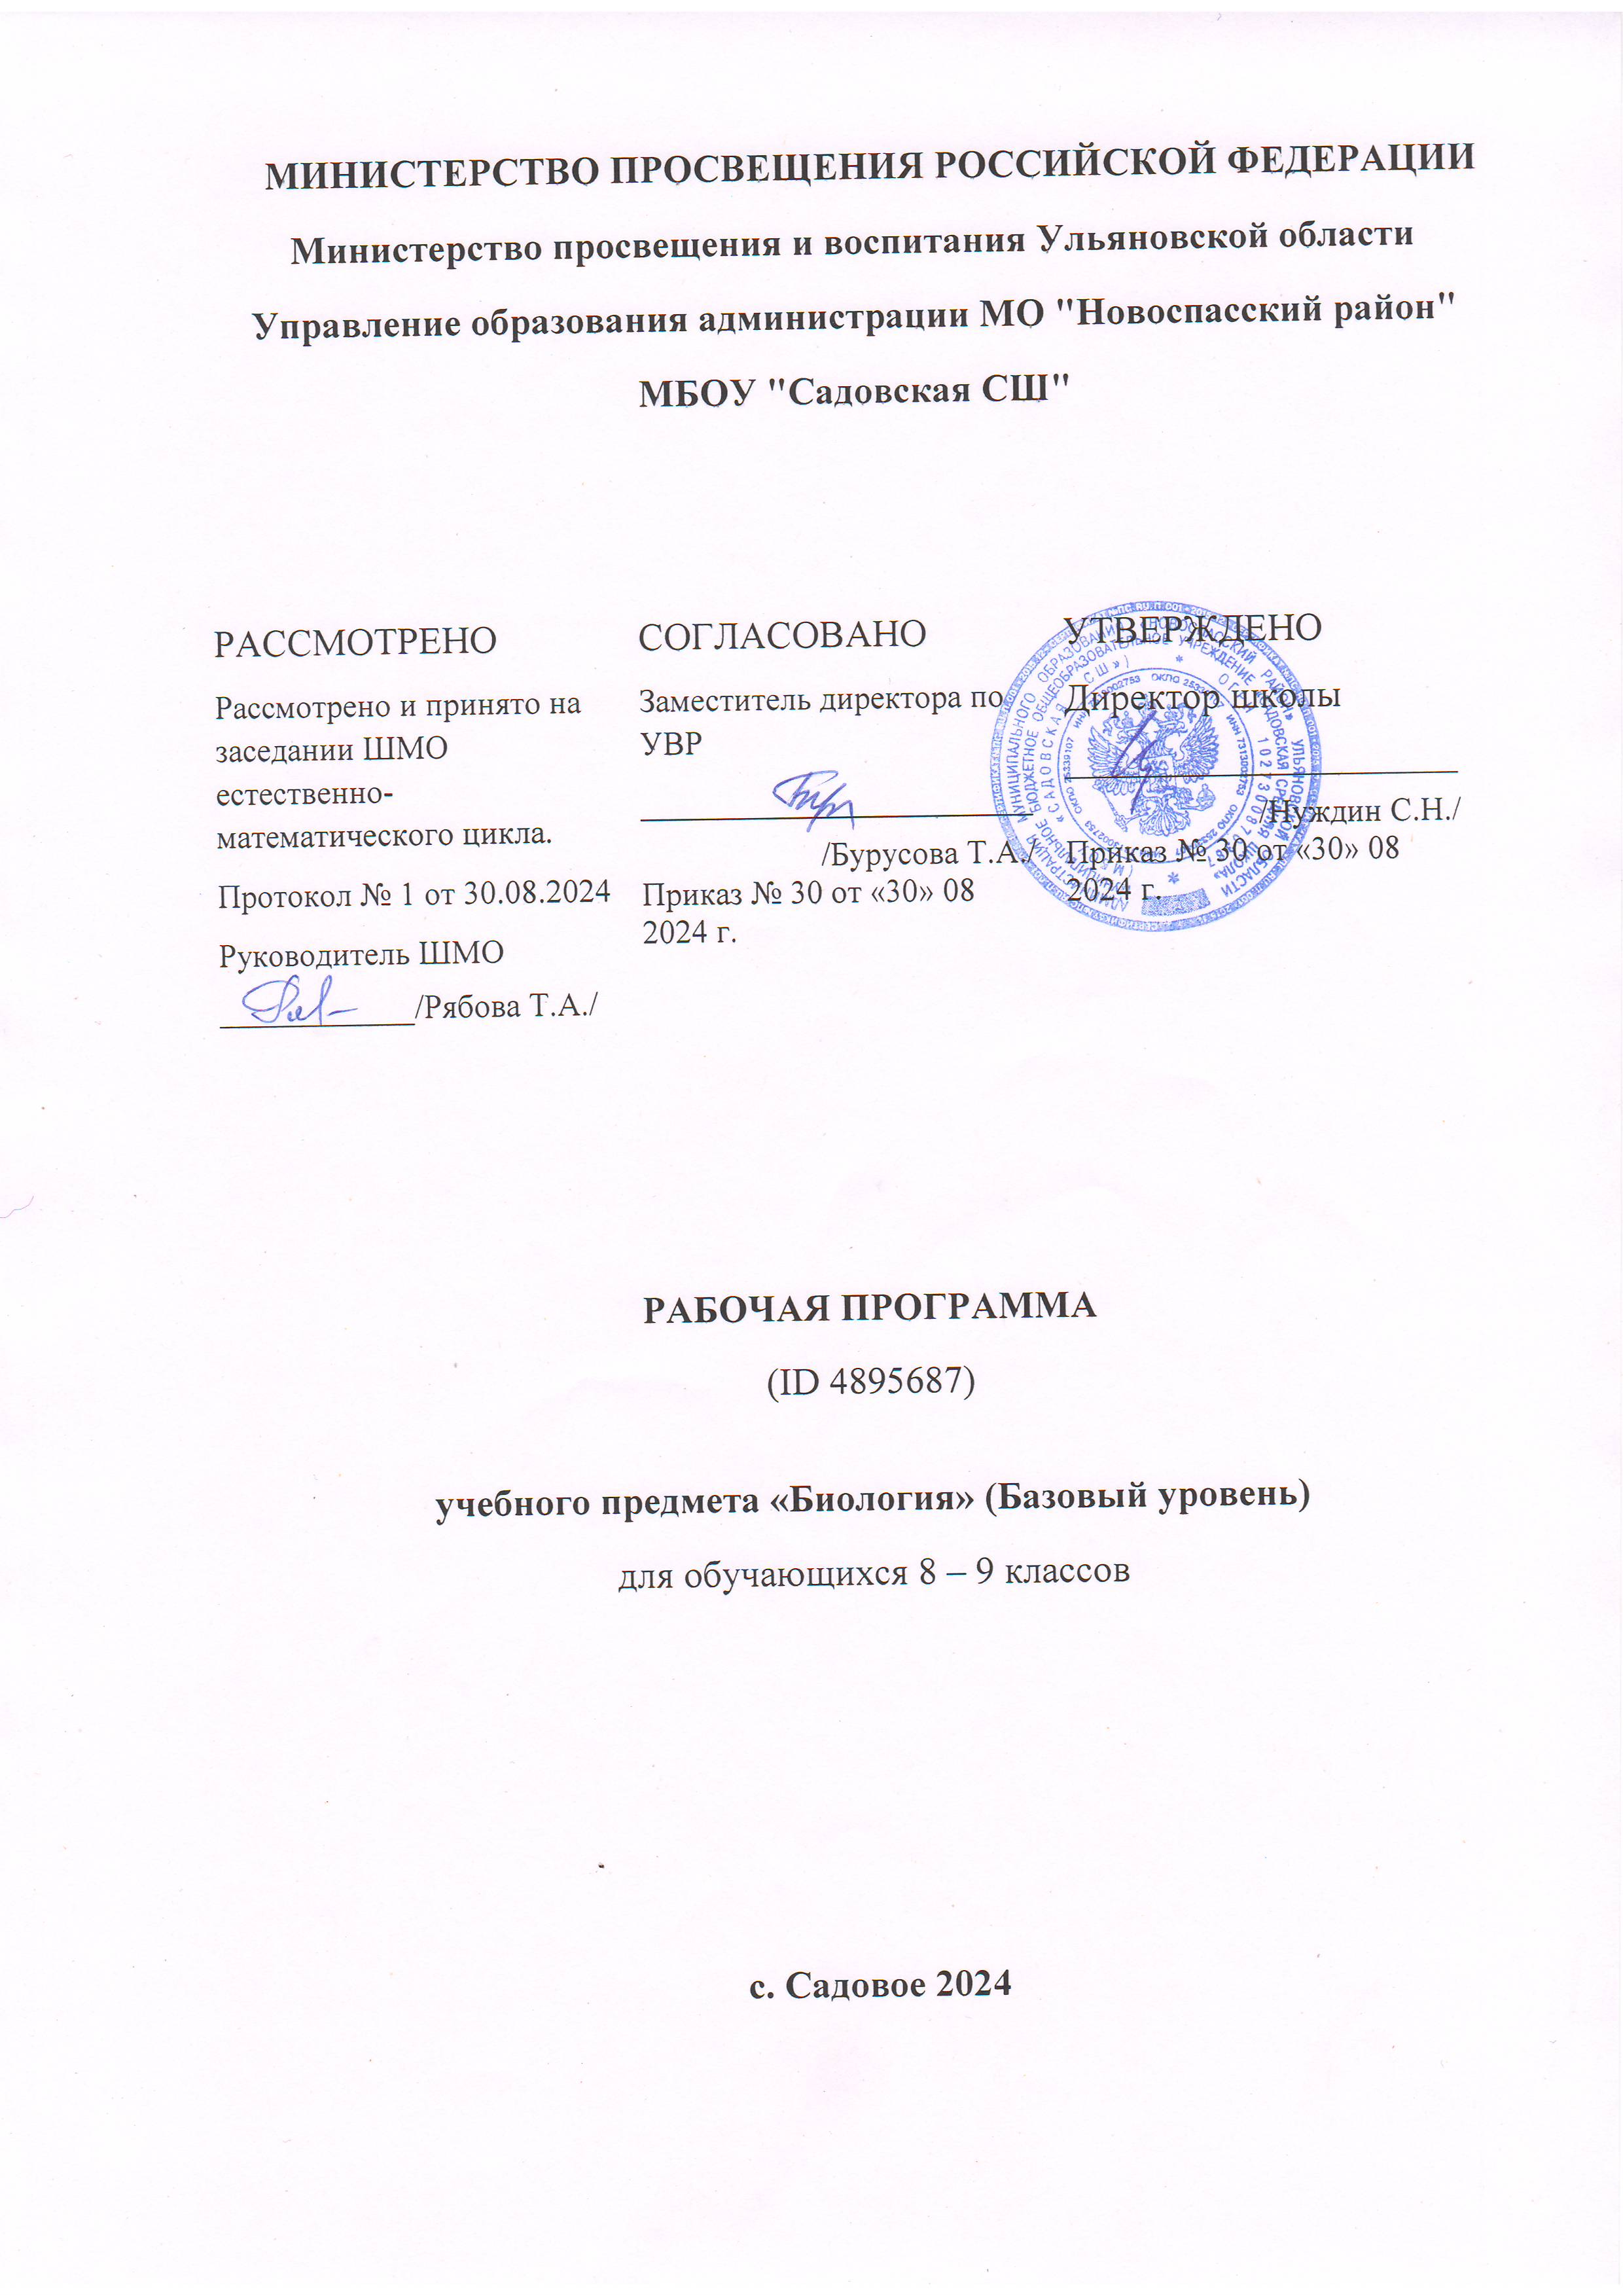 МИНИСТЕРСТВО ПРОСВЕЩЕНИЯ РОССИЙСКОЙ ФЕДЕРАЦИИ
Министерство просвещения и воспитания Ульяновской области
Управление образования администрации МО "Новоспасский район"
МБОУ "Садовская СШ"
РАССМОТРЕНО
Рассмотрено и принято на
заседании ШМО
естественно-
математического цикла.
Протокол № 1 от 30.08.2024
Руководитель ШМО
/Рябова Т.А./
СОГЛАСОВАНО
Заместитель директора по
УВР
/Бурусова Т.А./
Приказ № 30 от «30» 08
2024 г.
УТВЕРЖДЕНО
Директор школы
/Нуждин С.Н./
Приказ № 30 от «30» 08
2024 г.
РАБОЧАЯ ПРОГРАММА
(ID 4895687)
учебного предмета «Биология» (Базовый уровень)
для обучающихся 8 – 9 классов
с. Садовое 2024